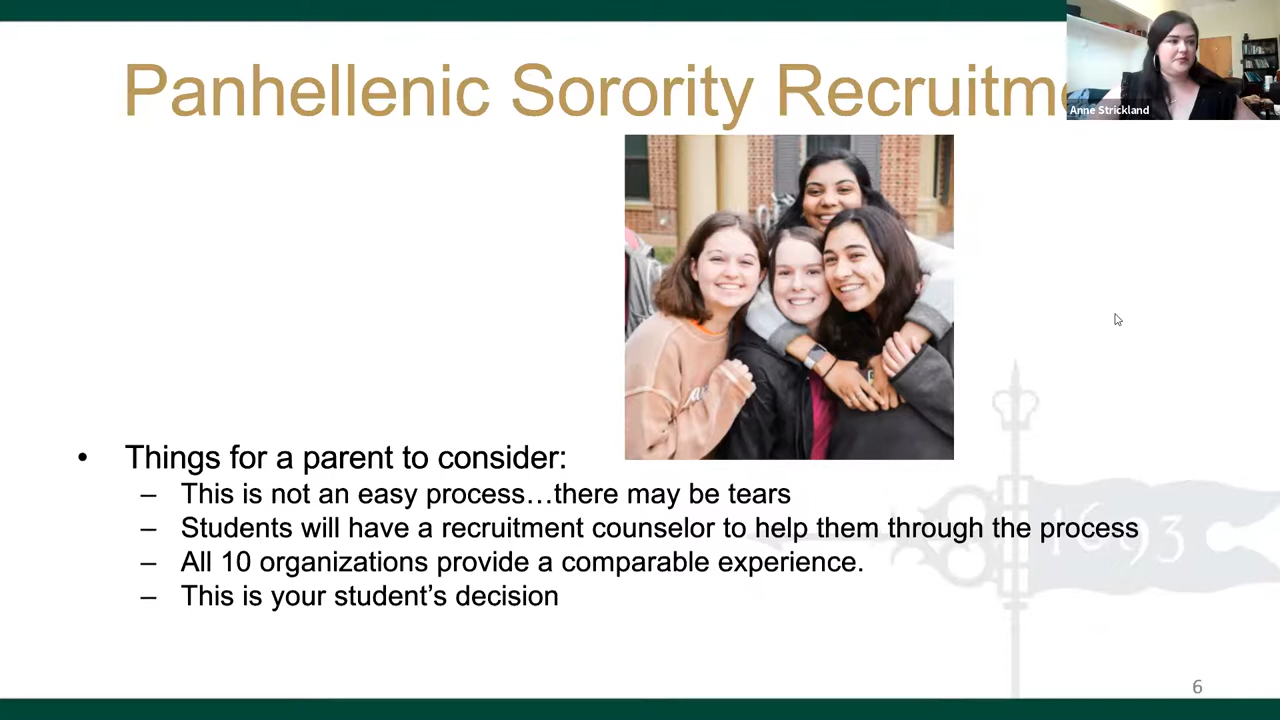 Panhellenic Sorority Recruitm
Anne Strickland
• Things for a parent to consider:
– This is not an easy process…there may be tears
– Students will have a recruitment counselor to help them through the process
– All 10 organizations provide a comparable experience.
– This is your student’s decision
1693
6